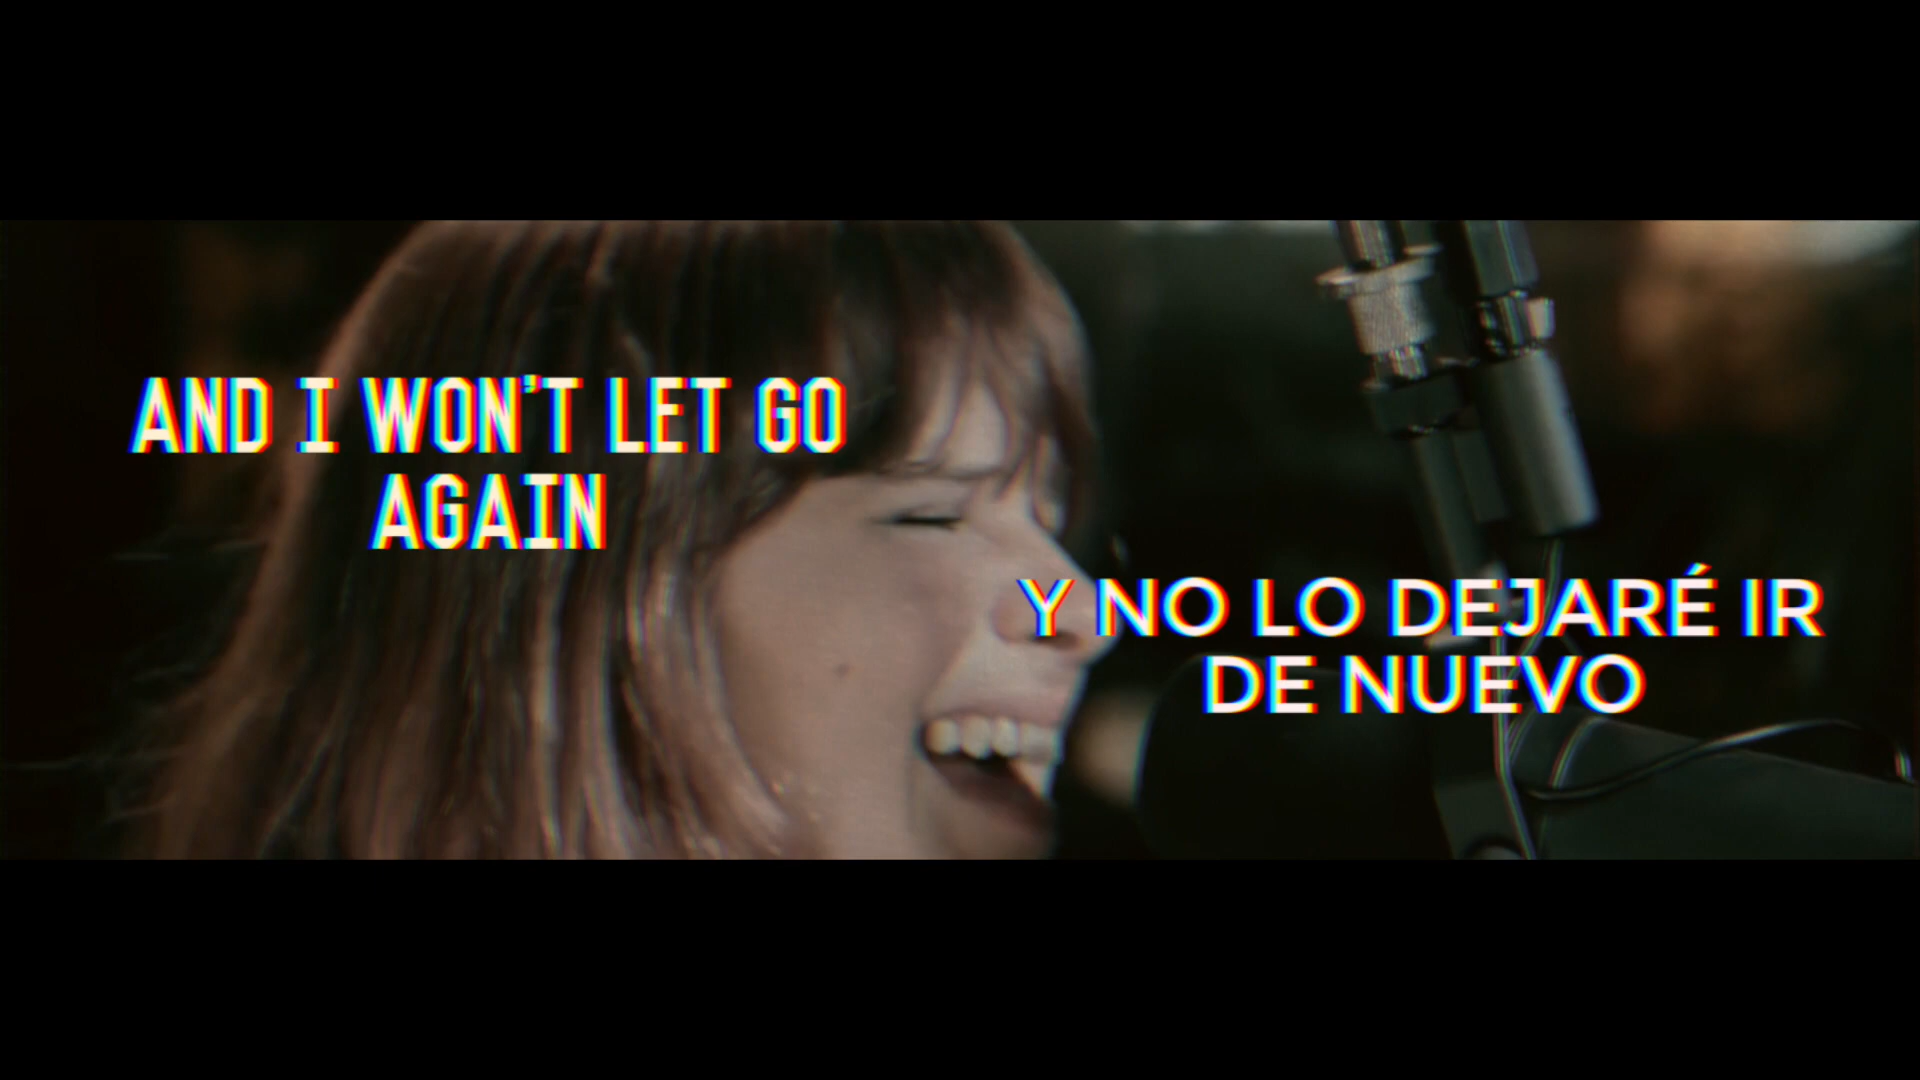 AND I WON'T LET GO
AGAIN
Y NO LO DEJARÉ IR
DE NUEVO